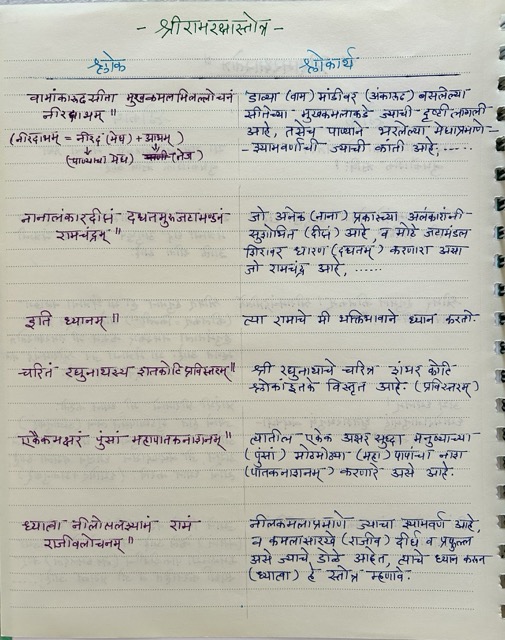 - श्रीरामरक्षास्तोत्र -
श्लोक
श्लोकार्थ
वामांकारूढसीता मुखकमलमिलल्लोचनं
नीरदाभम् ॥
(नीरदाभम् = नीरद (मेघ) + आभम्)
(पाण्याचा मेघ) (तेज)
डाव्या (वाम) मांडीवर (अंकारूढ) बसलेल्या
सीतेच्या मुखकमलाकडे ज्याची दृष्टी लागली
आहे, तसेच पाण्याने भरलेल्या मेघाप्रमाणे-
- श्यामवर्णाची ज्याची कांती आहे;......
नानालंकारदीप्तं दधतमुरुजटामण्डनं
रामचंद्रम् ॥
जो अनेक (नाना) प्रकारच्या अलंकारांनी
सुशोभित (दीप्तं) आहे, व मोठे जटामंडल
शिरावर धारण (दधतम्) करणारा असा
जो रामचंद्र आहे, ......
इति ध्यानम् ॥
त्या रामाचे मी भक्तिभावाने ध्यान करतो.
चरितं रघुनाथस्य शतकोटिप्रविस्तरम् ॥
श्री रघुनाथाचे चरित्र शंभर कोटि
श्लोकांइतके विस्तृत आहे. (प्रविस्तरम्)
एकैकमक्षरं पुंसां महापातकनाशनम् ॥
त्यातील एकेक अक्षर सुद्धा मनुष्याच्या
(पुंसां) मोठमोठ्या (महा) पापांचा नाश
(पातकनाशनम्) करणारे असे आहे.
ध्यात्वा नीलोत्पलश्यामं रामं
राजीवलोचनम् ॥
नीलकमलाप्रमाणे ज्याचा श्यामवर्ण आहे,
व कमलासारखे (राजीव) दीर्घ व प्रफुल्ल
असे ज्याचे डोळे आहेत, त्याचे ध्यान करून
(ध्यात्वा) हे स्तोत्र म्हणावे.